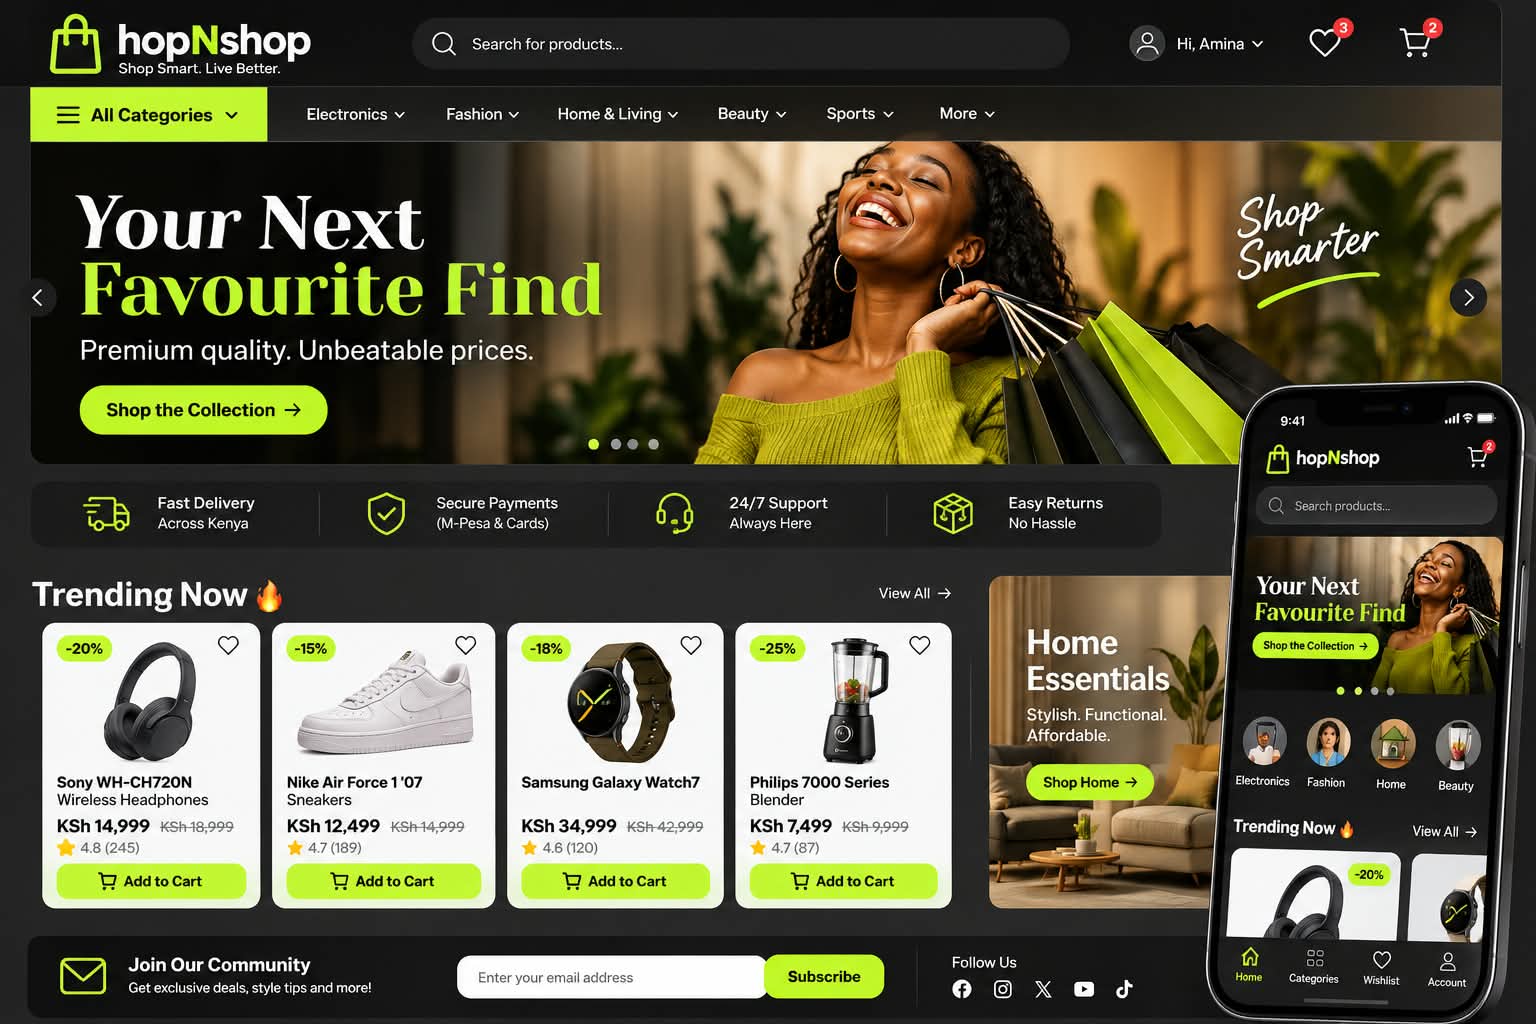 hopNshop
Shop Smart. Live Better.
Search for products...
Hi, Amina
3
2
All Categories
Electronics
Fashion
Home & Living
Beauty
Sports
More
Your Next
Favourite Find
Premium quality. Unbeatable prices.
Shop the Collection →
Shop
Smarter
Fast Delivery
Across Kenya
Secure Payments
(M-Pesa & Cards)
24/7 Support
Always Here
Easy Returns
No Hassle
Trending Now 🔥
View All →
-20%
Sony WH-CH720N
Wireless Headphones
KSh 14,999 KSh 18,999
4.8 (245)
Add to Cart
-15%
Nike Air Force 1 '07
Sneakers
KSh 12,499 KSh 14,999
4.7 (189)
Add to Cart
-18%
Samsung Galaxy Watch7
KSh 34,999 KSh 42,999
4.6 (120)
Add to Cart
-25%
Philips 7000 Series
Blender
KSh 7,499 KSh 9,999
4.7 (87)
Add to Cart
Home
Essentials
Stylish. Functional.
Affordable.
Shop Home →
Join Our Community
Get exclusive deals, style tips and more!
Enter your email address
Subscribe
Follow Us
9:41
hopNshop
2
Search products...
Your Next
Favourite Find
Shop the Collection →
Electronics
Fashion
Home
Beauty
Trending Now 🔥
View All →
-20%
Home
Categories
Wishlist
Account